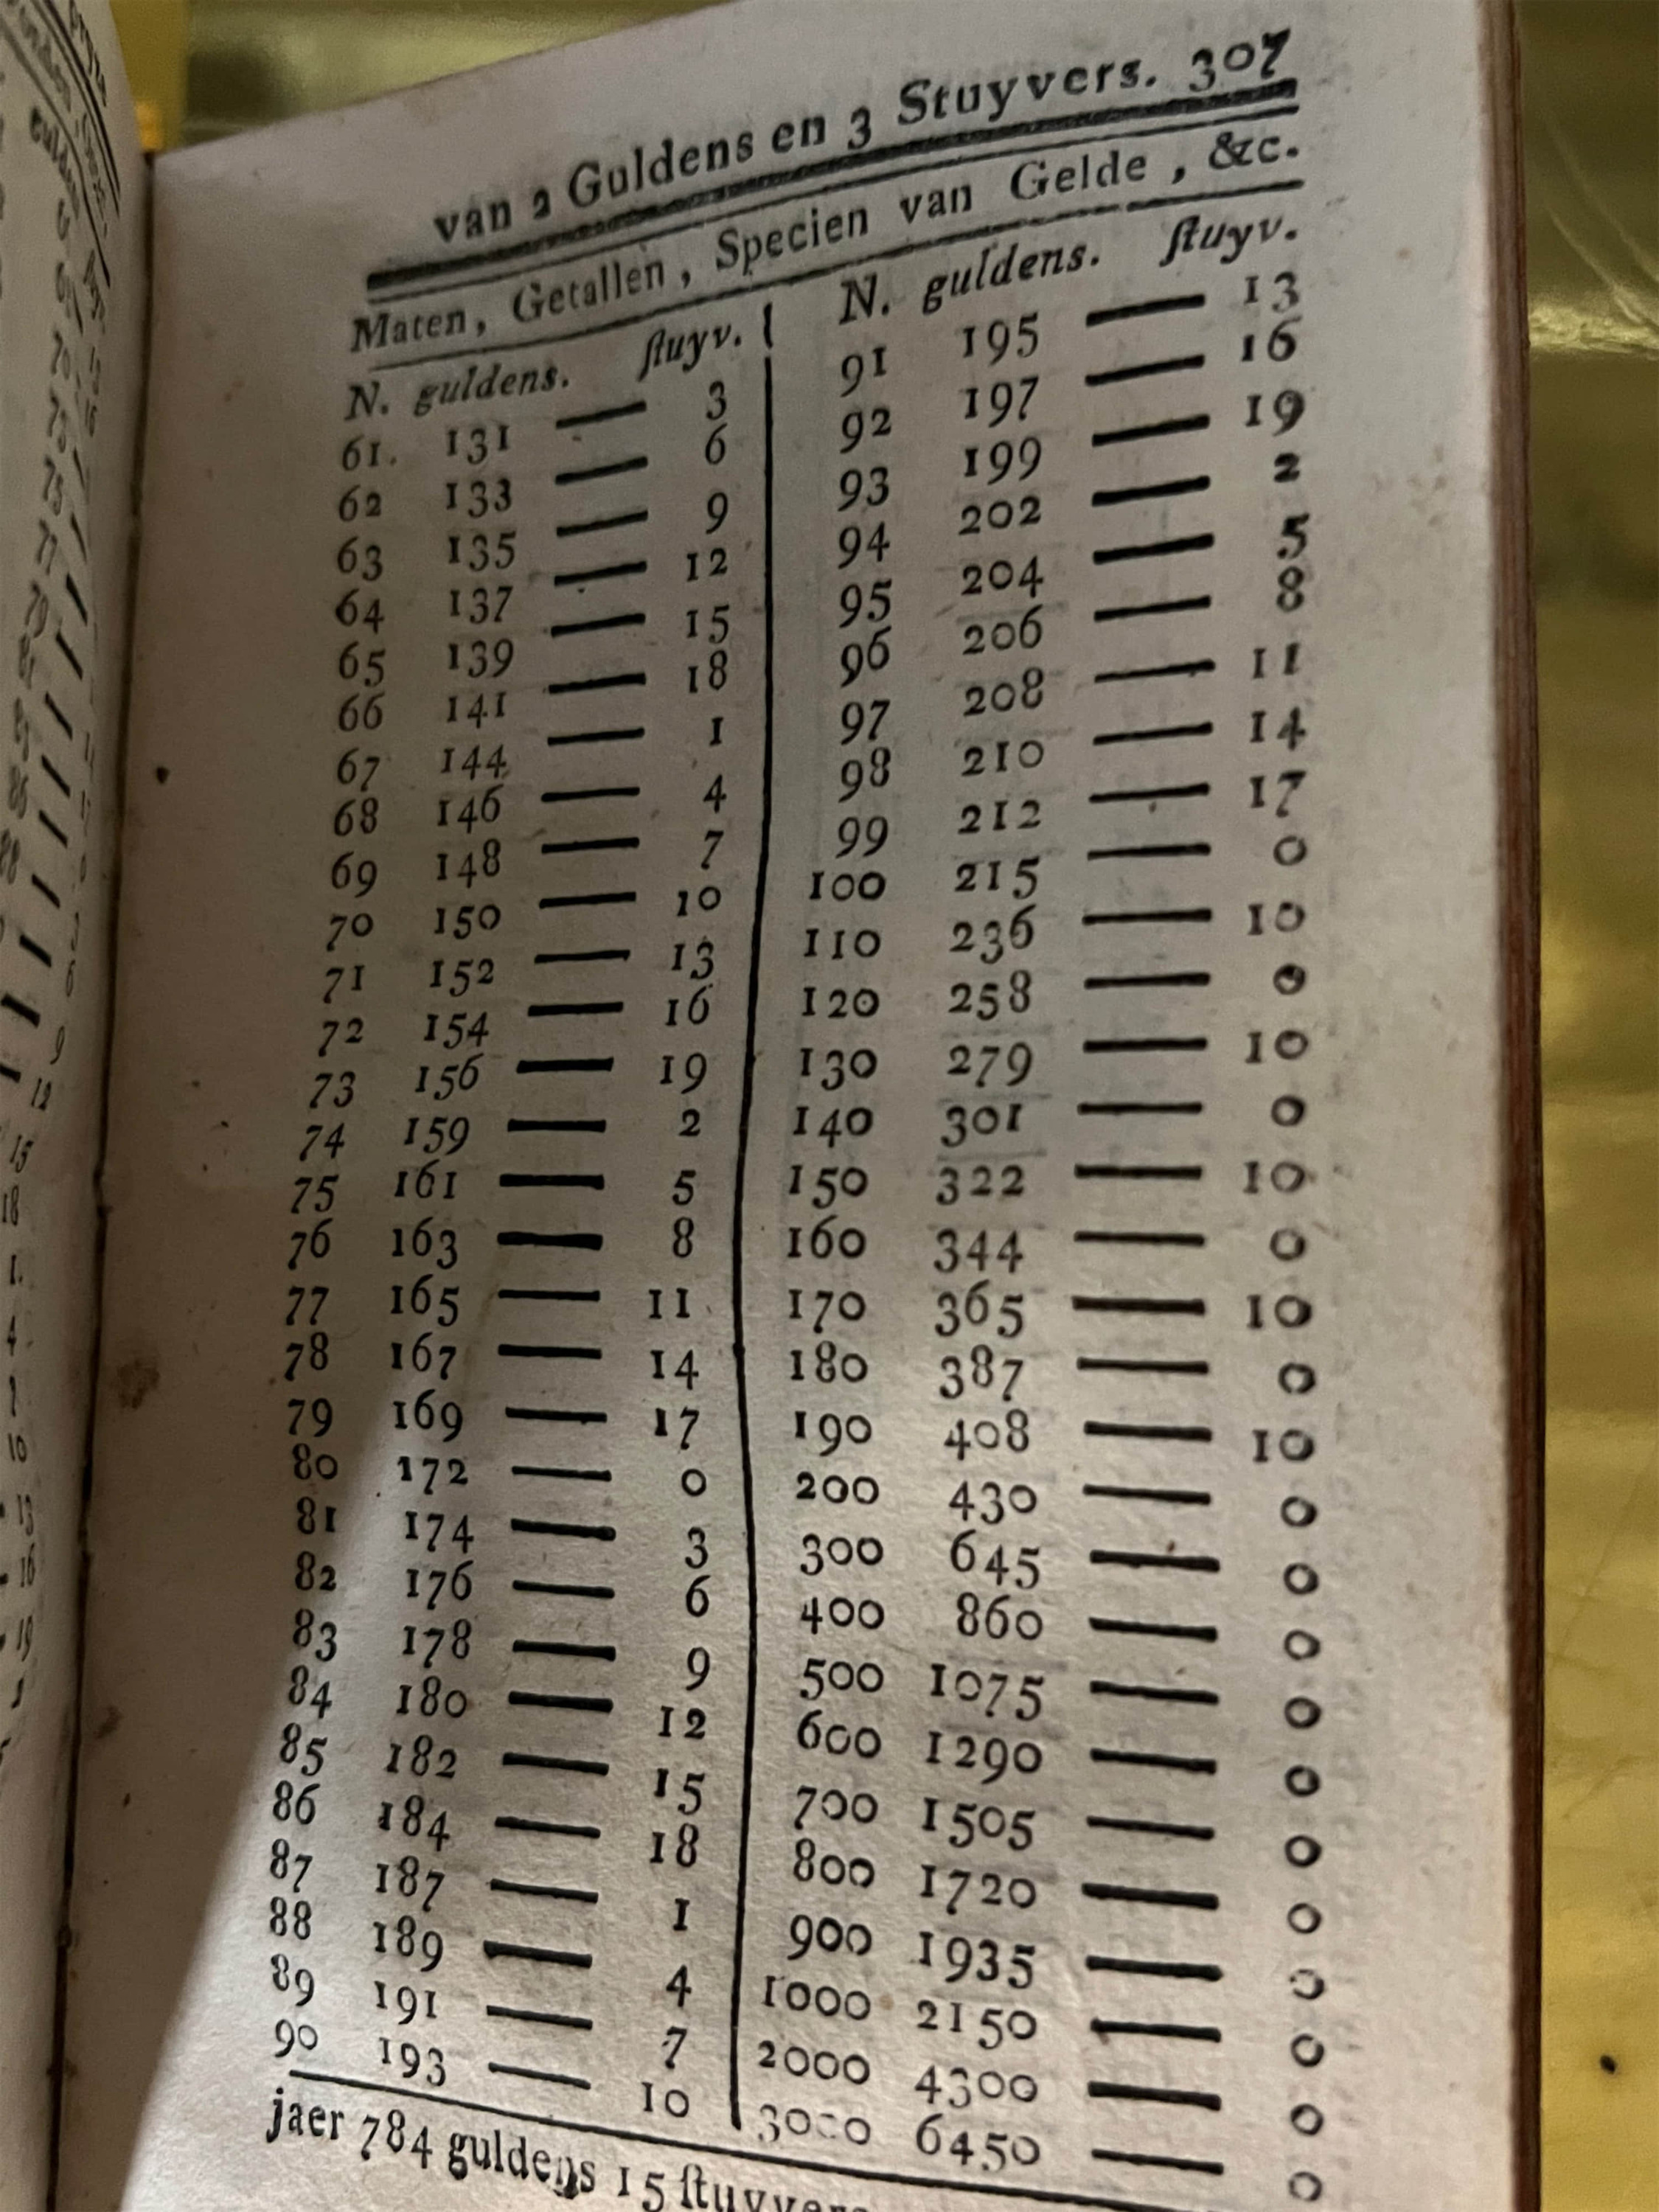 van 2 Guldens en 3 Stuyvers. 307
Maten, Getallen, Specien van Gelde, &c.
N. guldens. ſtuyv.
61. 131 — 3
62 133 — 6
63 135 — 9
64 137 — 12
65 139 — 15
66 141 — 18
67 144 — 1
68 146 — 4
69 148 — 7
70 150 — 10
71 152 — 13
72 154 — 16
73 156 — 19
74 159 — 2
75 161 — 5
76 163 — 8
77 165 — 11
78 167 — 14
79 169 — 17
80 172 — 0
81 174 — 3
82 176 — 6
83 178 — 9
84 180 — 12
85 182 — 15
86 184 — 18
87 187 — 1
88 189 — 4
89 191 — 7
90 193 — 10
N. guldens. ſtuyv.
91 195 — 13
92 197 — 16
93 199 — 19
94 202 — 2
95 204 — 5
96 206 — 8
97 208 — 11
98 210 — 14
99 212 — 17
100 215 — 0
110 236 — 10
120 258 — 0
130 279 — 10
140 301 — 0
150 322 — 10
160 344 — 0
170 365 — 10
180 387 — 0
190 408 — 10
200 430 — 0
300 645 — 0
400 860 — 0
500 1075 — 0
600 1290 — 0
700 1505 — 0
800 1720 — 0
900 1935 — 0
1000 2150 — 0
2000 4300 — 0
3000 6450 — 0
jaer 784 guldens 15 ſtuyvers